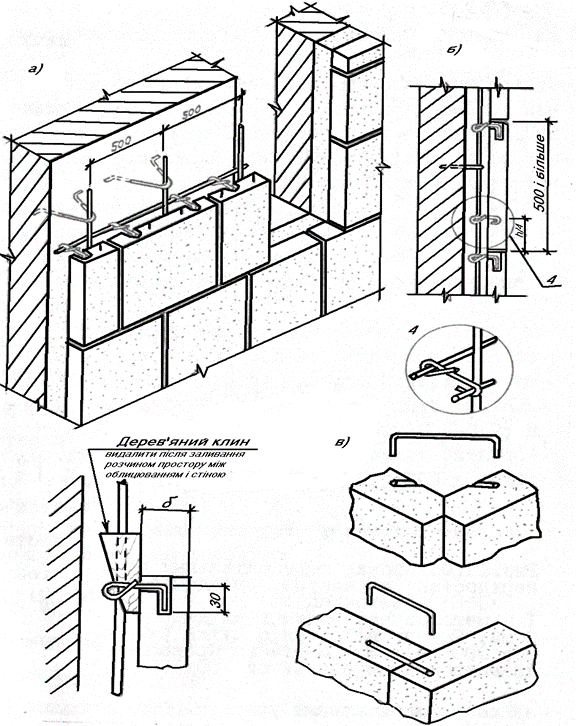 а)
500
500
б)
500 і більше
h/4
4
4
Дерев'яний клин
видалити після заливання
розчином простору між
облицюванням і стіною
б
30
в)